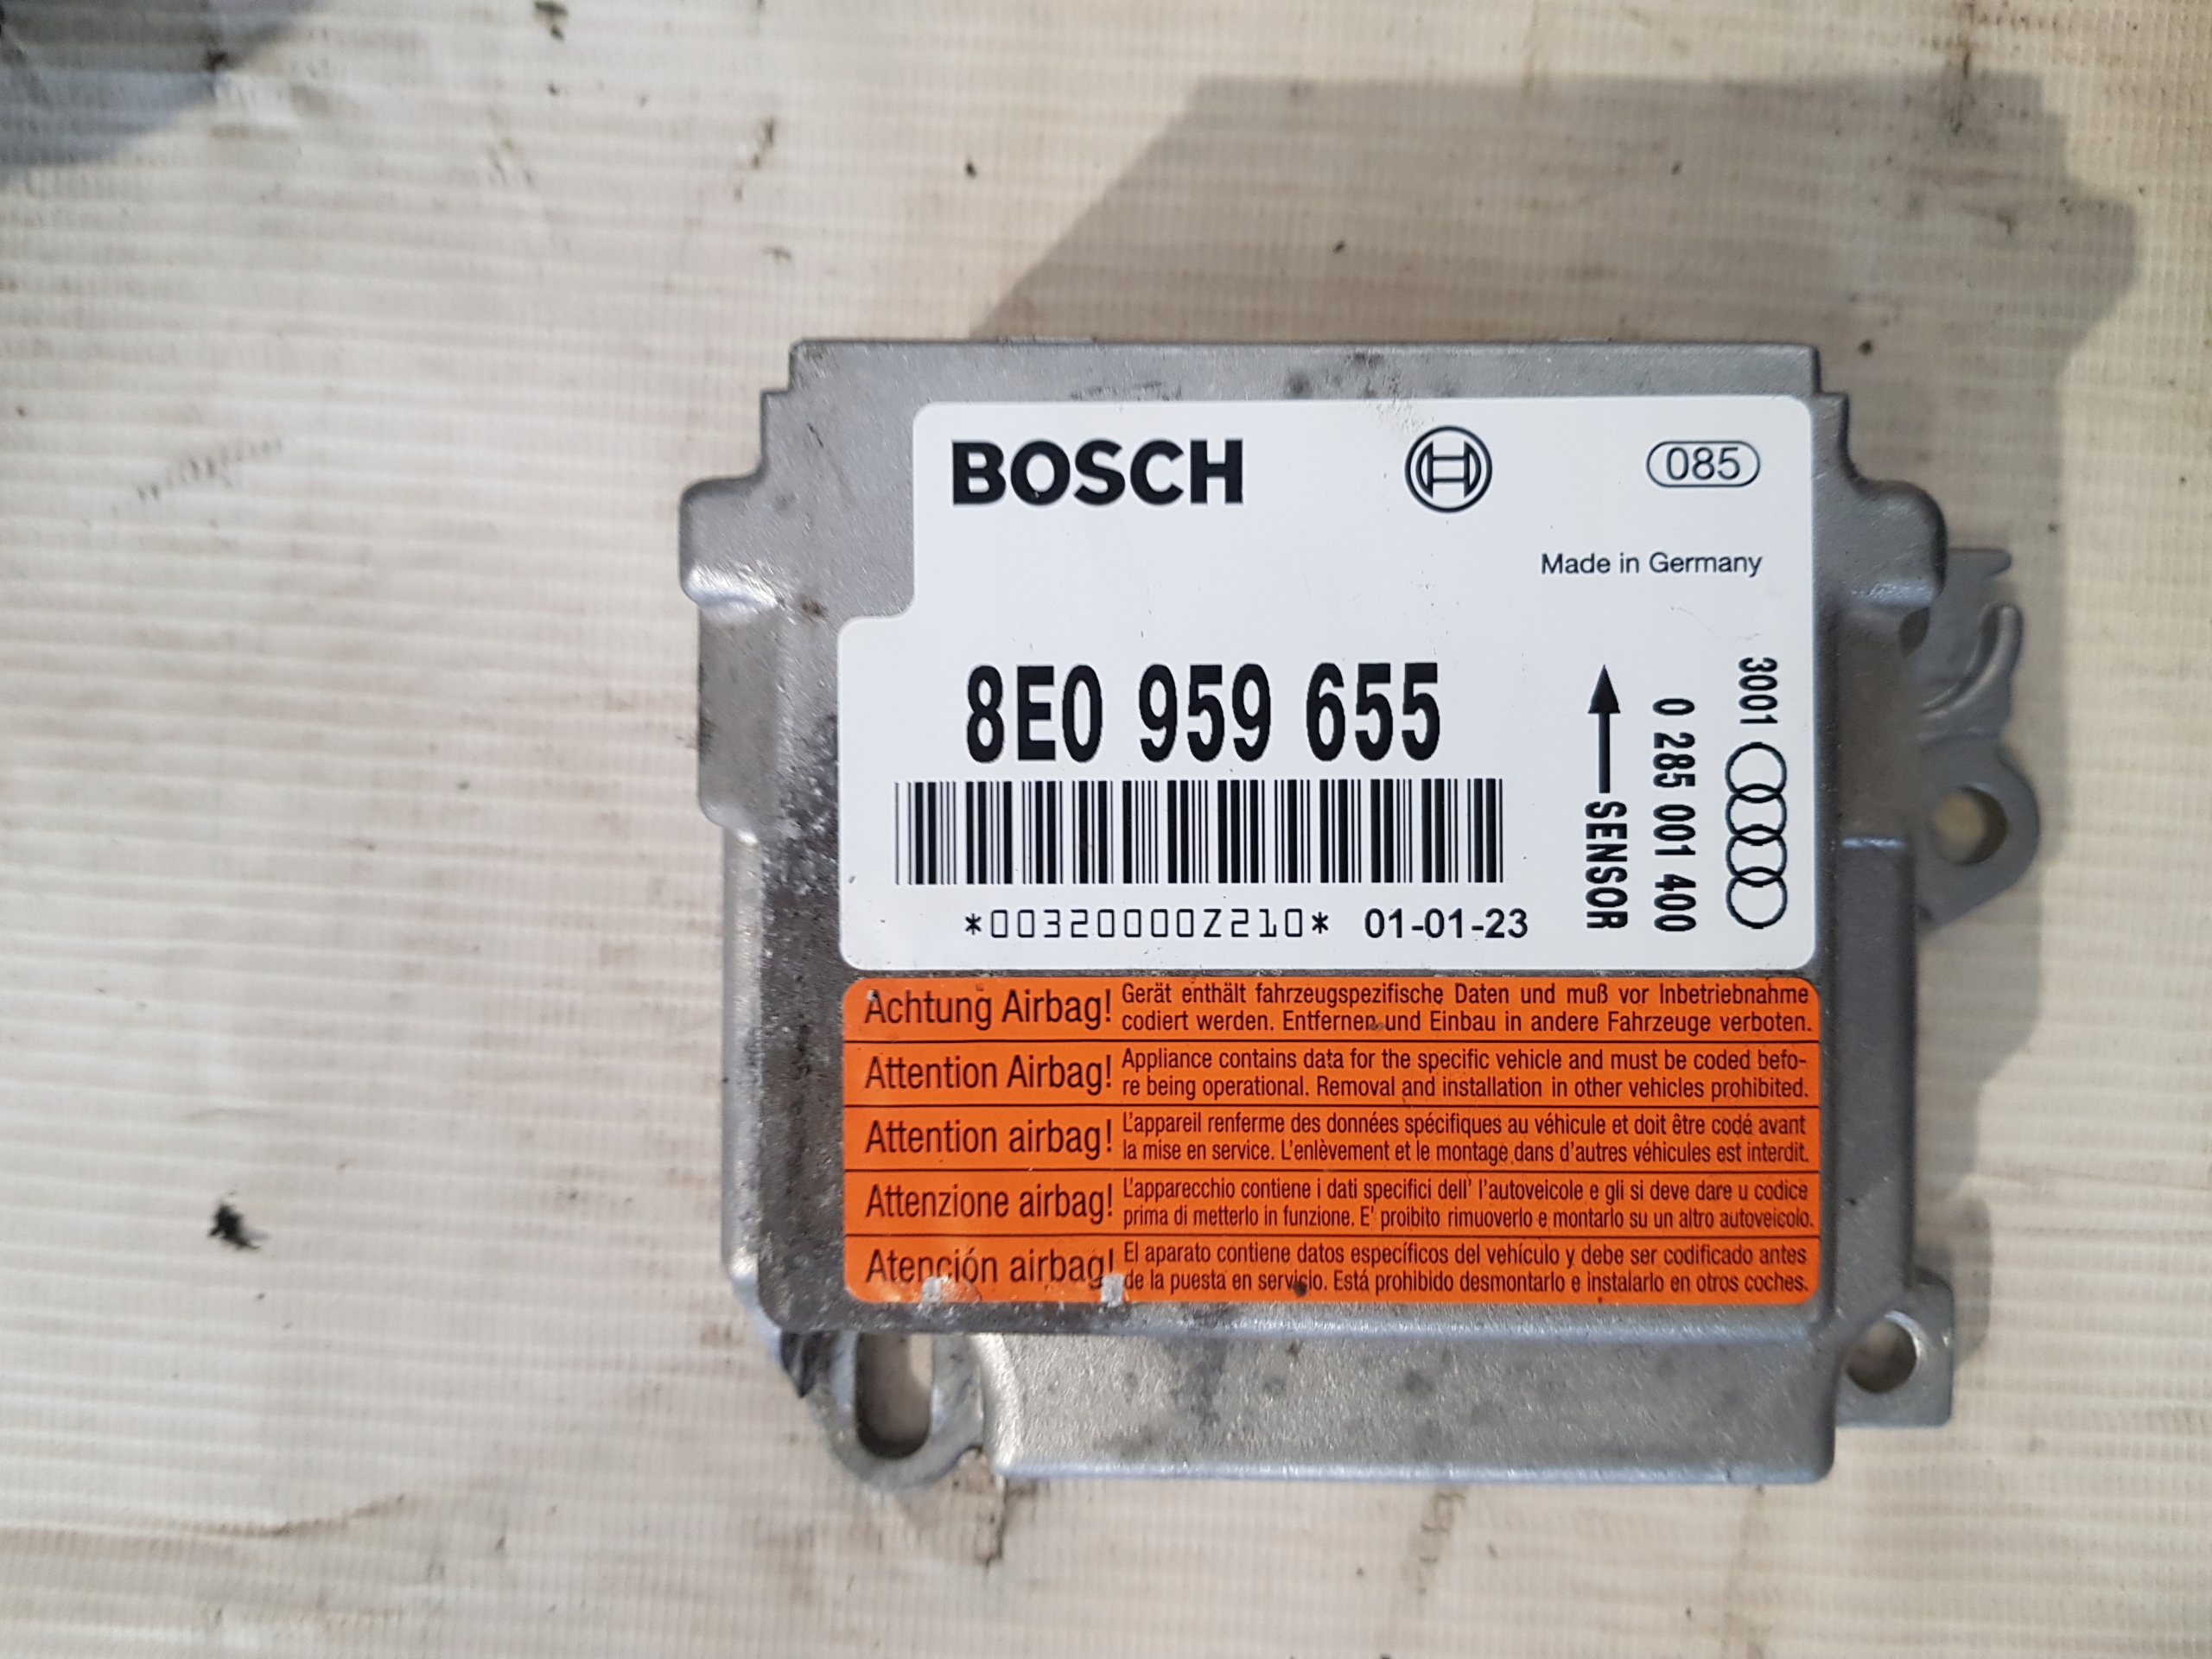 BOSCH
085
Made in Germany
8E0 959 655
*00320000Z210* 01-01-23
SENSOR
0 285 001 400
3001
Achtung Airbag! Gerät enthält fahrzeugspezifische Daten und muß vor Inbetriebnahme
codiert werden. Entfernen und Einbau in andere Fahrzeuge verboten.
Attention Airbag! Appliance contains data for the specific vehicle and must be coded befo-
re being operational. Removal and installation in other vehicles prohibited.
Attention airbag! L'appareil renferme des données spécifiques au véhicule et doit être codé avant
la mise en service. L'enlèvement et le montage dans d'autres véhicules est interdit.
Attenzione airbag! L'apparecchio contiene i dati specifici dell' l'autoveicole e gli si deve dare u codice
prima di metterlo in funzione. E' proibito rimuoverlo e montarlo su un altro autoveicolo.
Atención airbag! El aparato contiene datos específicos del vehículo y debe ser codificado antes
de la puesta en servicio. Está prohibido desmontarlo e instalarlo en otros coches.